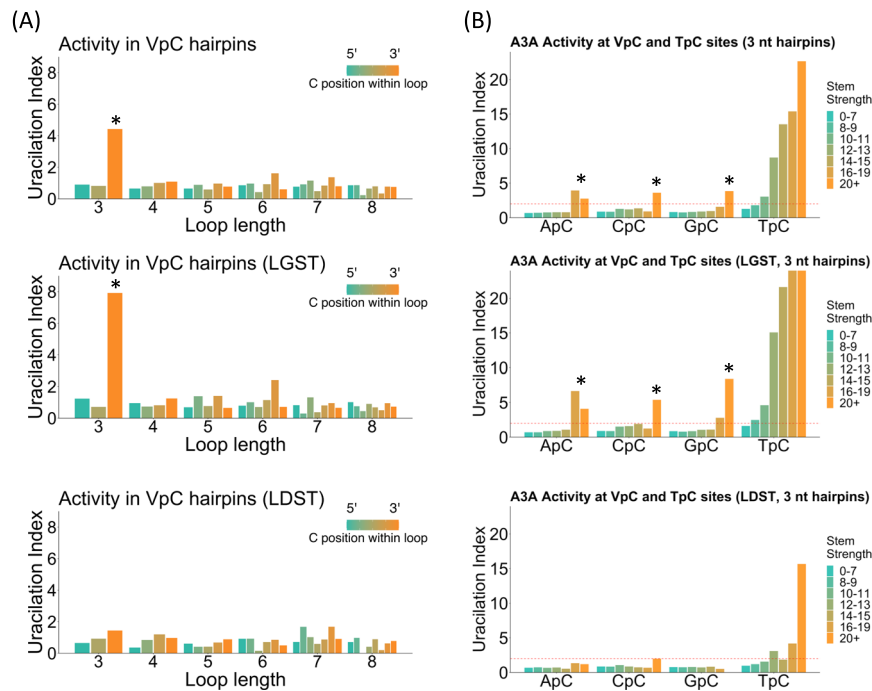 (A)
Activity in VpC hairpins
5' 3'
C position within loop
Uracilation Index
8
6
4
2
0
*
3 4 5 6 7 8
Loop length
Activity in VpC hairpins (LGST)
5' 3'
C position within loop
Uracilation Index
8
6
4
2
0
*
3 4 5 6 7 8
Loop length
Activity in VpC hairpins (LDST)
5' 3'
C position within loop
Uracilation Index
8
6
4
2
0
3 4 5 6 7 8
Loop length
(B)
A3A Activity at VpC and TpC sites (3 nt hairpins)
Uracilation Index
20
15
10
5
0
* * *
ApC CpC GpC TpC
Stem
Strength
0-7
8-9
10-11
12-13
14-15
16-19
20+
A3A Activity at VpC and TpC sites (LGST, 3 nt hairpins)
Uracilation Index
20
15
10
5
0
* * *
ApC CpC GpC TpC
Stem
Strength
0-7
8-9
10-11
12-13
14-15
16-19
20+
A3A Activity at VpC and TpC sites (LDST, 3 nt hairpins)
Uracilation Index
20
15
10
5
0
ApC CpC GpC TpC
Stem
Strength
0-7
8-9
10-11
12-13
14-15
16-19
20+